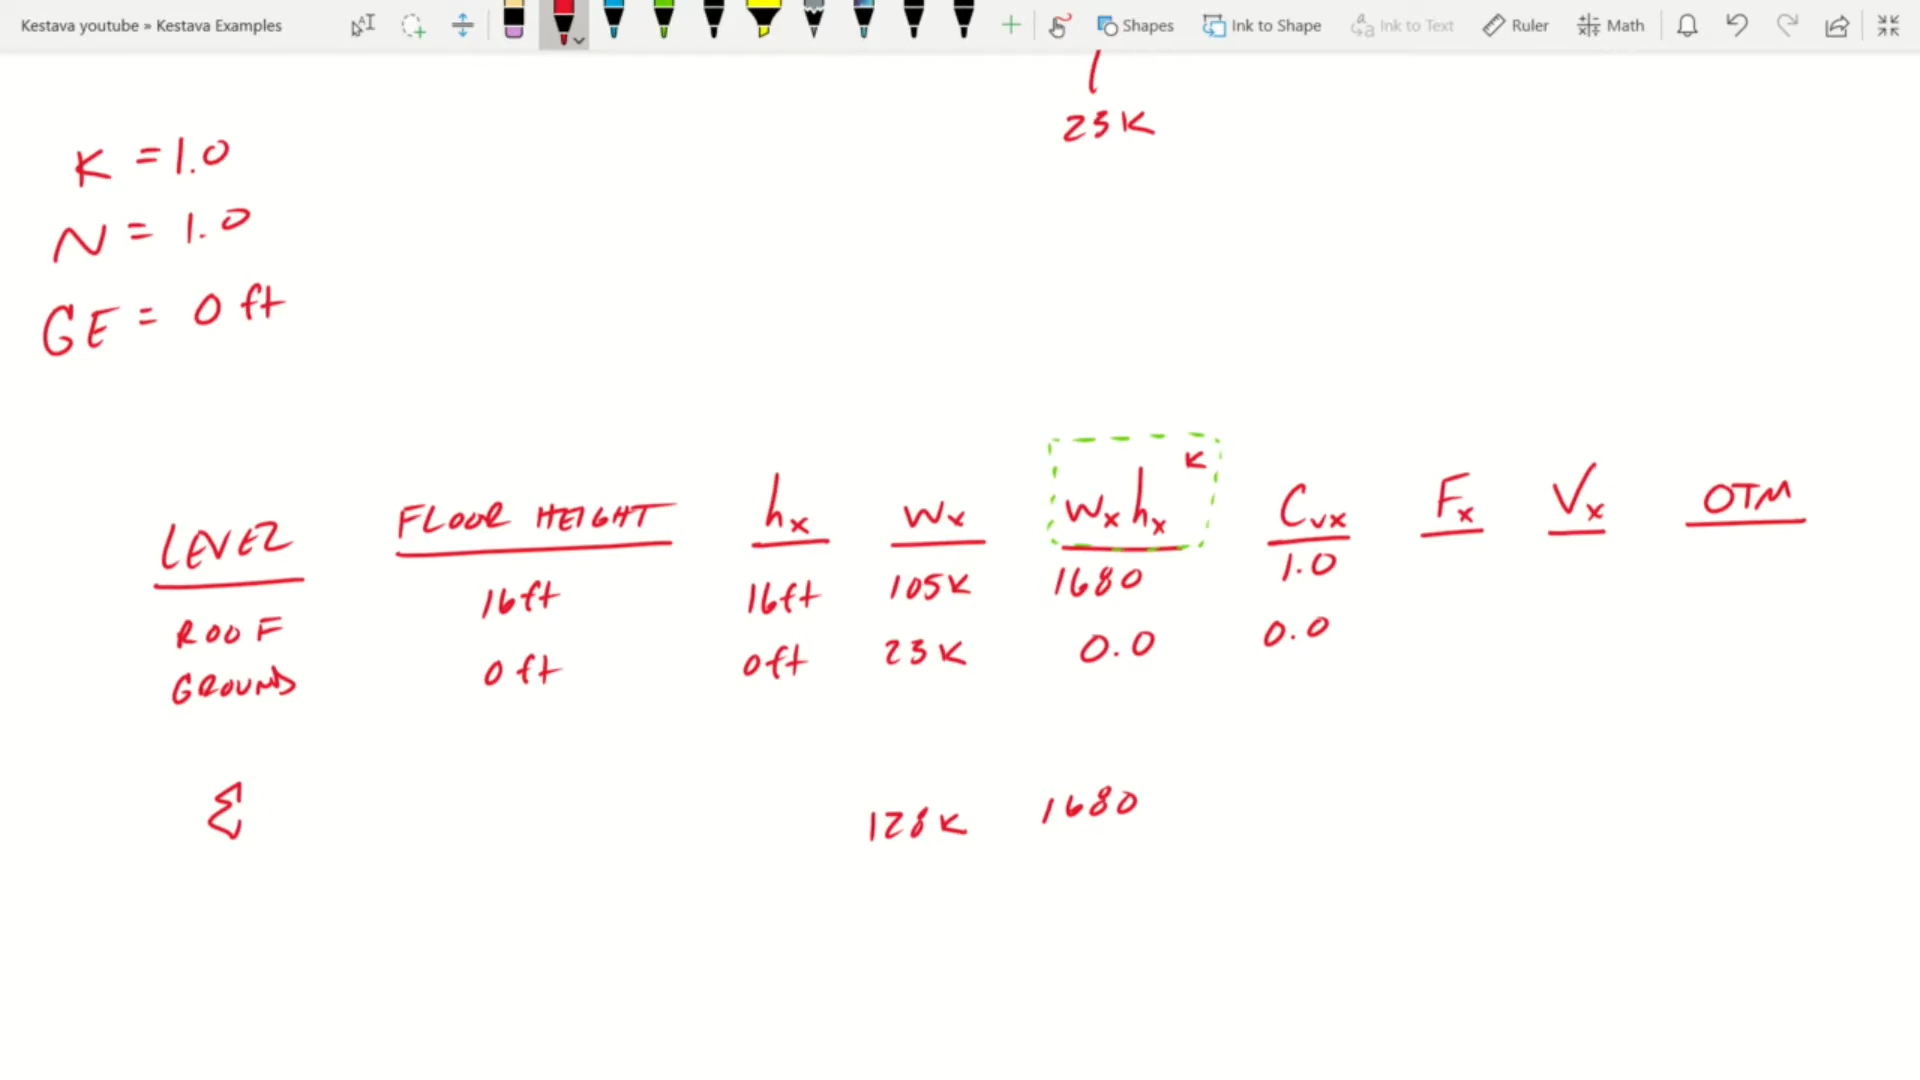 Kestava youtube » Kestava Examples Shapes Ink to Shape Ink to Text Ruler Math
23K
K = 1.0
N = 1.0
GE = 0 ft
LEVEL FLOOR HEIGHT hx wx wx hx K Cvx Fx Vx OTM
ROOF 16ft 16ft 105K 1680 1.0
GROUND 0 ft 0ft 23K 0.0 0.0
Σ 128K 1680